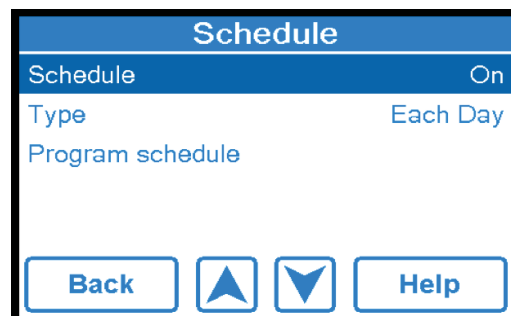 Schedule
Schedule On
Type Each Day
Program schedule
Back Help